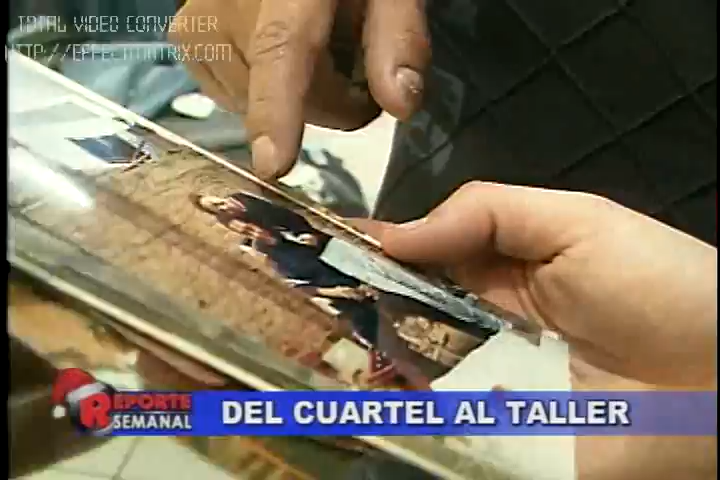 TOTAL VIDEO CONVERTER
HTTP://EFFECTMATRIX.COM
REPORTE
SEMANAL
DEL CUARTEL AL TALLER